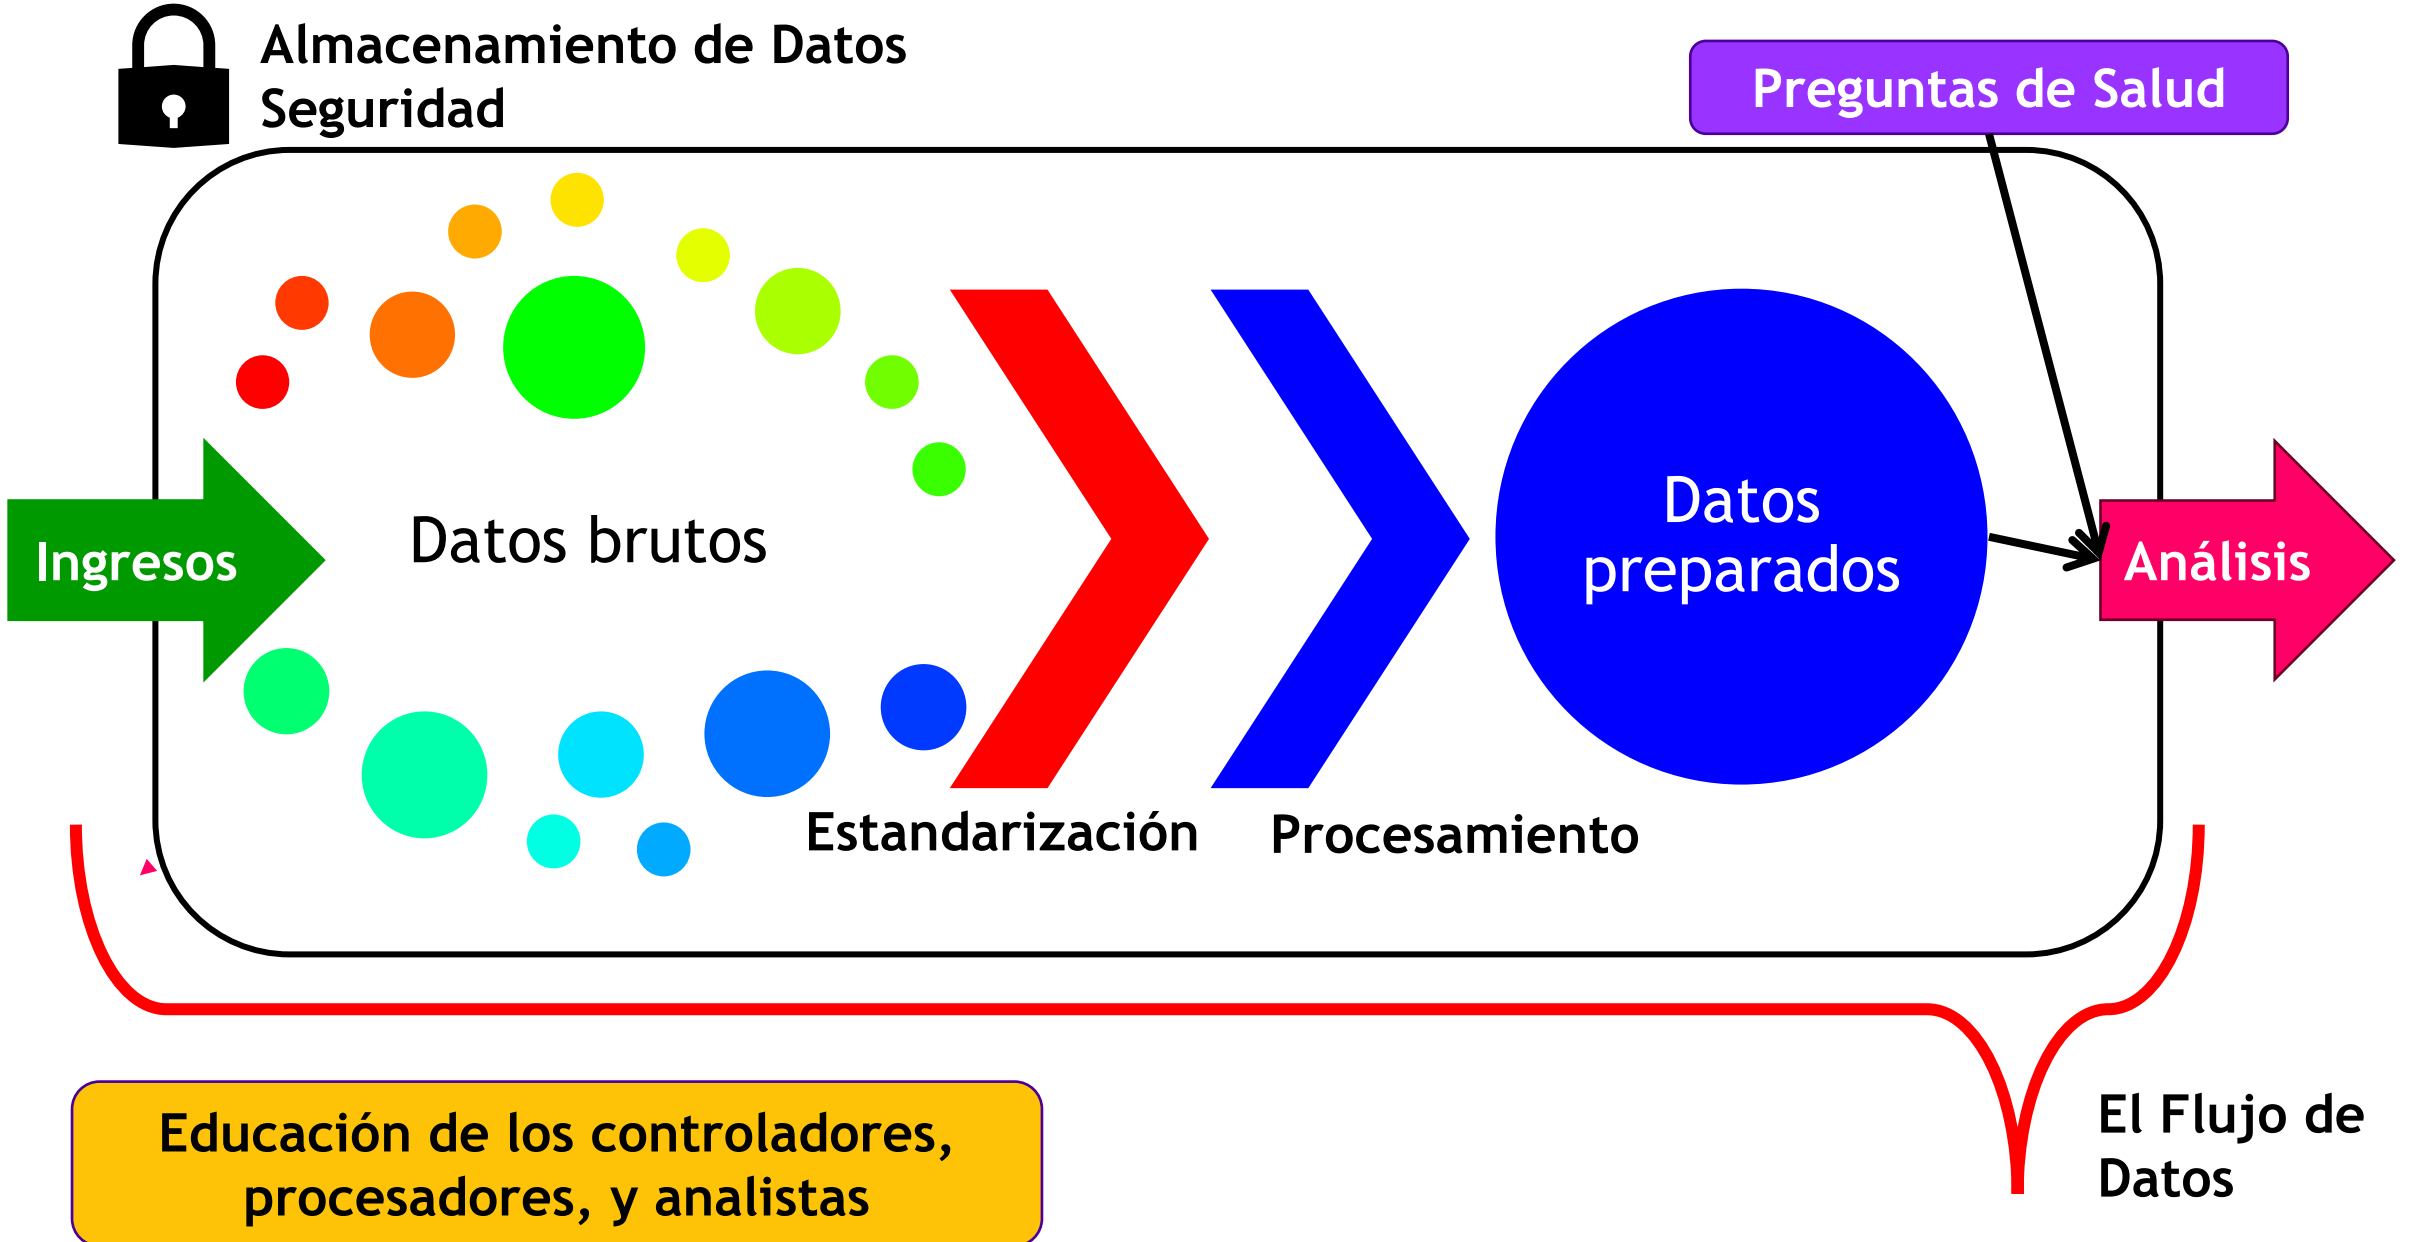 Almacenamiento de Datos
Seguridad
Preguntas de Salud
Ingresos
Datos brutos
Datos
preparados
Análisis
Estandarización
Procesamiento
Educación de los controladores,
procesadores, y analistas
El Flujo de
Datos